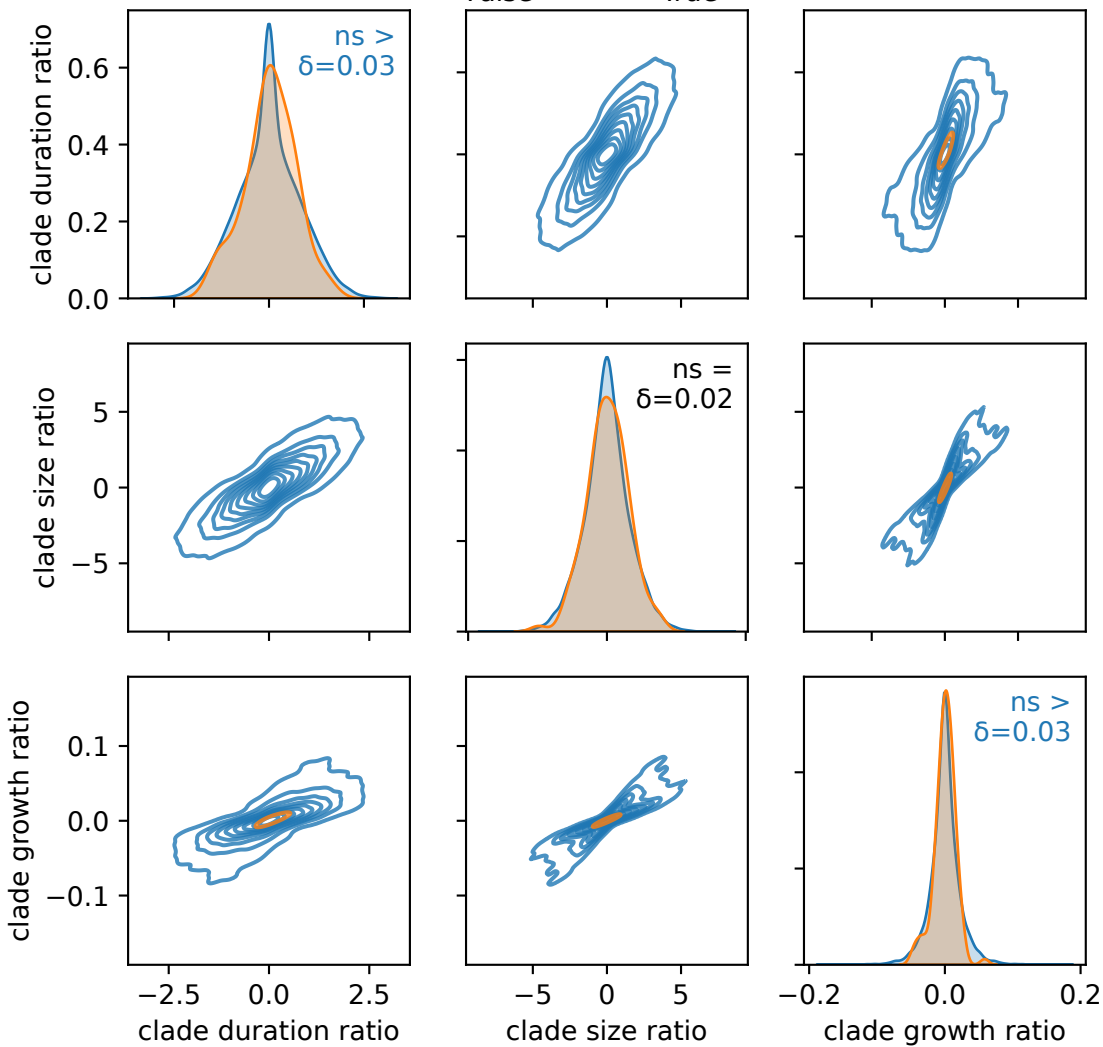 clade duration ratio
0.6
0.4
0.2
0.0
ns >
δ=0.03
clade size ratio
5
0
−5
ns =
δ=0.02
clade growth ratio
0.1
0.0
−0.1
ns >
δ=0.03
−2.5
0.0
2.5
clade duration ratio
−5
0
5
clade size ratio
−0.2
0.0
0.2
clade growth ratio